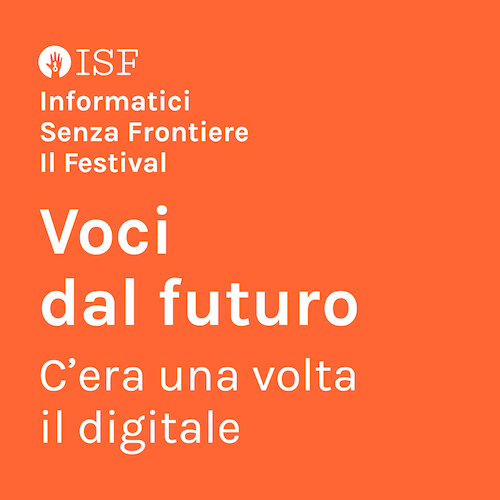 ISF
Informatici
Senza Frontiere
Il Festival
Voci
dal futuro
C’era una volta
il digitale